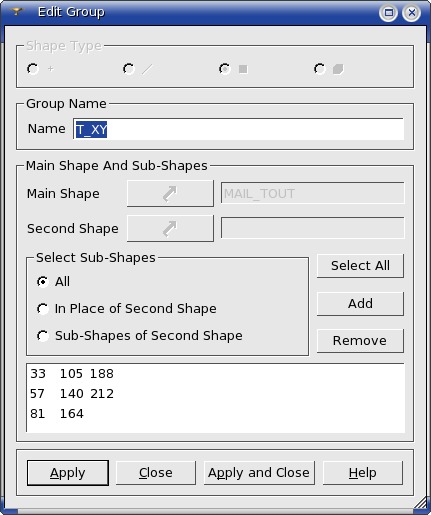 Edit Group
Shape Type
Group Name
Name T_XY
Main Shape And Sub-Shapes
Main Shape MAIL_TOUT
Second Shape
Select Sub-Shapes
Select All
All
In Place of Second Shape
Add
Sub-Shapes of Second Shape
Remove
33 105 188
57 140 212
81 164
Apply Close Apply and Close Help